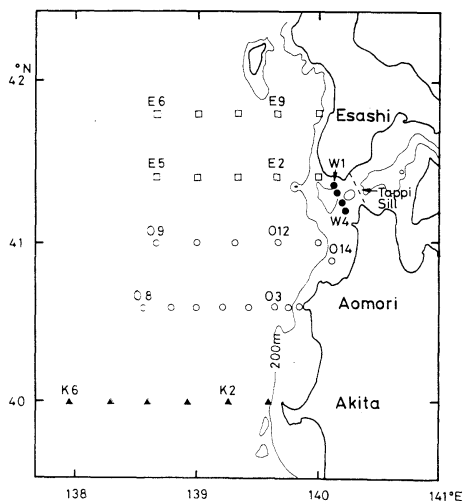 °N
42
41
40
E6 E9
Esashi
E5 E2
W1
W4
Tappi
Sill
O9 O12
O14
O8 O3
Aomori
200m
K6 K2
Akita
138 139 140 141°E